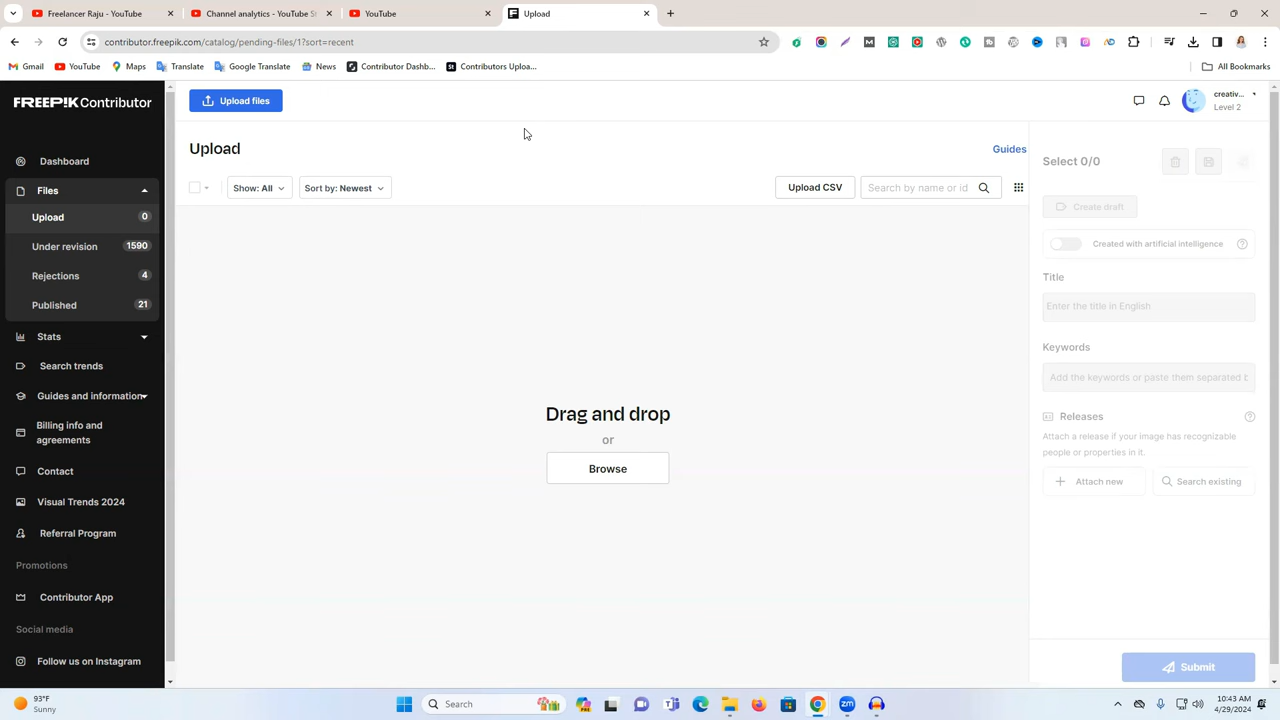 Freelancer Raju - YouTube
Channel analytics - YouTube St
YouTube
Upload
contributor.freepik.com/catalog/pending-files/1?sort=recent
Gmail
YouTube
Maps
Translate
Google Translate
News
Contributor Dashb...
Contributors Uploa...
All Bookmarks
FREEPIK Contributor
Upload files
creativ...
Level 2
Dashboard
Files
Upload 0
Under revision 1590
Rejections 4
Published 21
Stats
Search trends
Guides and information
Billing info and
agreements
Contact
Visual Trends 2024
Referral Program
Promotions
Contributor App
Social media
Follow us on Instagram
Upload
Guides
Show: All
Sort by: Newest
Upload CSV
Search by name or id
Drag and drop
or
Browse
Select 0/0
Create draft
Created with artificial intelligence
Title
Enter the title in English
Keywords
Add the keywords or paste them separated b
Releases
Attach a release if your image has recognizable
people or properties in it.
Attach new
Search existing
Submit
93°F
Sunny
Search
10:43 AM
4/29/2024